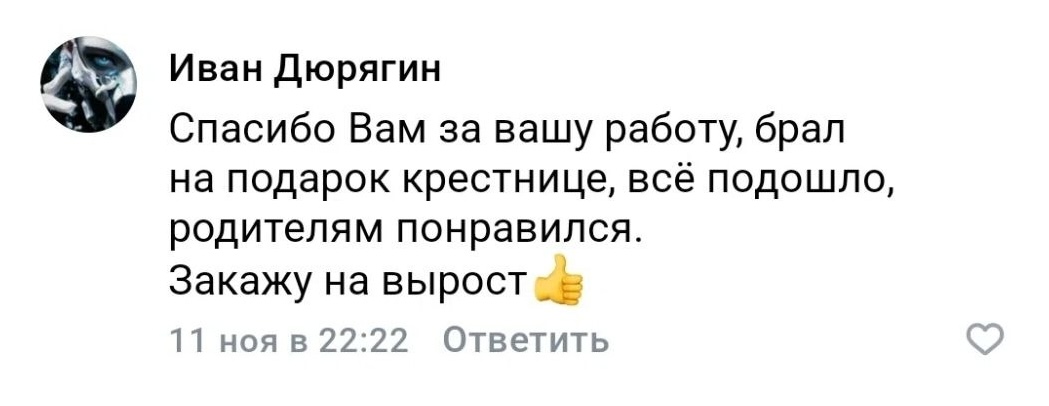 Иван Дюрягин
Спасибо Вам за вашу работу, брал
на подарок крестнице, всё подошло,
родителям понравился.
Закажу на вырост👍
11 ноя в 22:22 Ответить